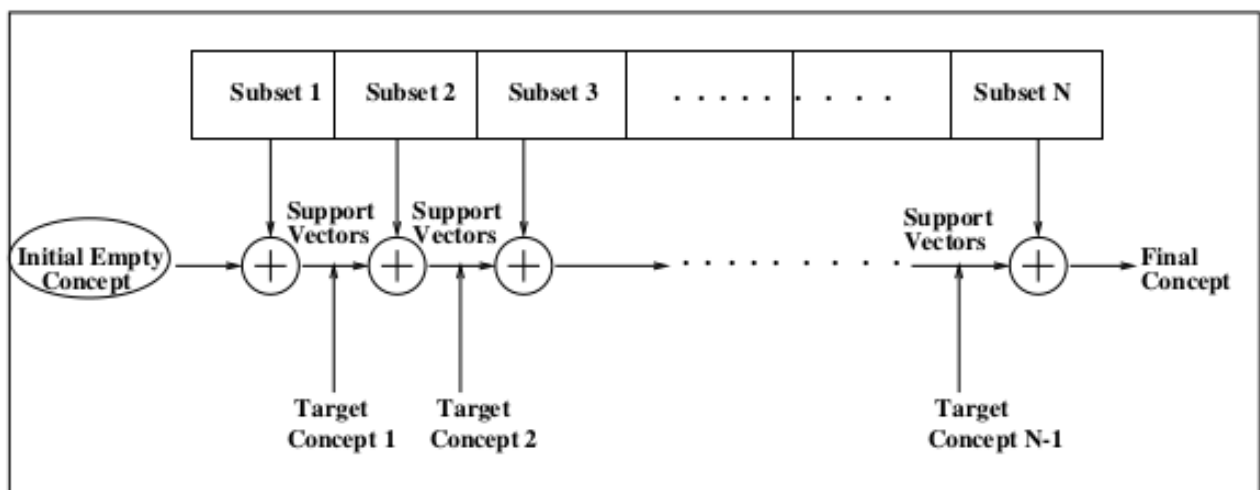 Subset 1 Subset 2 Subset 3 . . . . . . . . . Subset N
Support Vectors
Support Vectors
Support Vectors
Initial Empty Concept
. . . . . . . . . .
Final Concept
Target Concept 1
Target Concept 2
Target Concept N-1